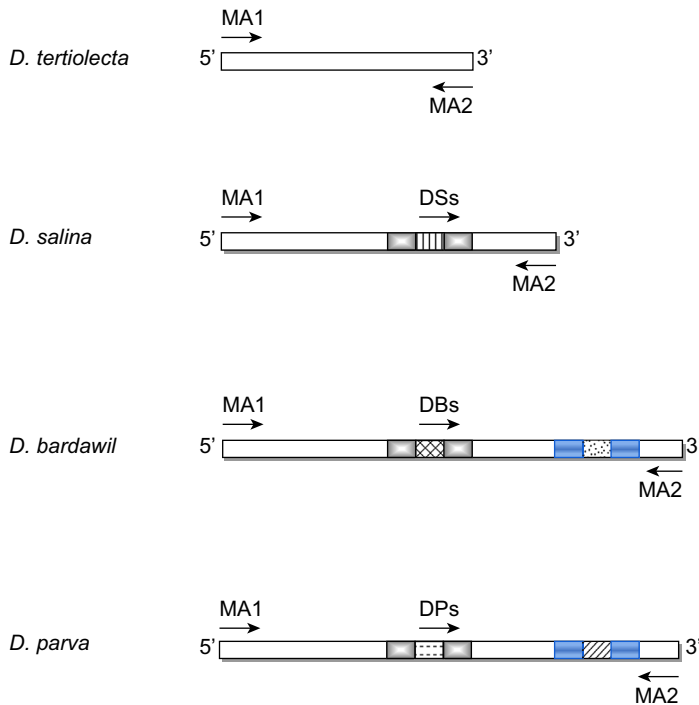 MA1
D. tertiolecta 5’ 3’
MA2
MA1 DSs
D. salina 5’ 3’
MA2
MA1 DBs
D. bardawil 5’ 3
MA2
MA1 DPs
D. parva 5’ 3’
MA2